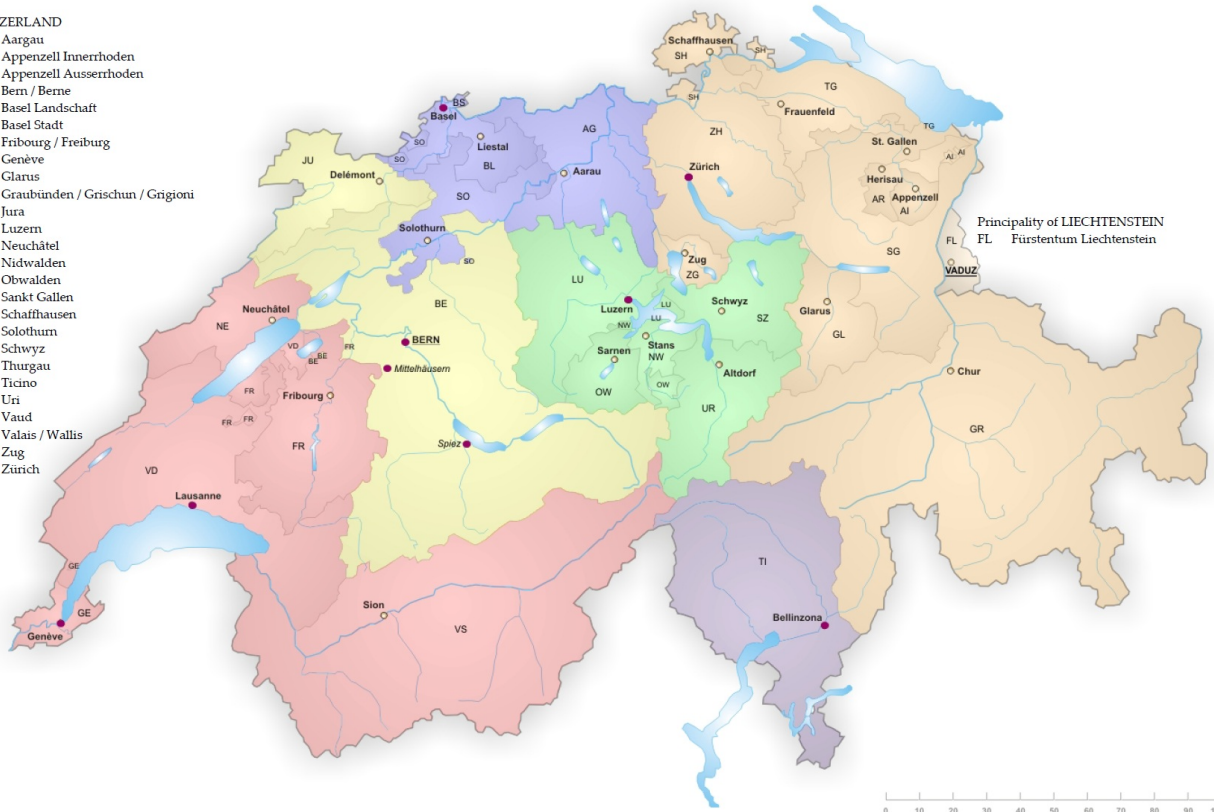 ZERLAND
Aargau
Appenzell Innerrhoden
Appenzell Ausserrhoden
Bern / Berne
Basel Landschaft
Basel Stadt
Fribourg / Freiburg
Genève
Glarus
Graubünden / Grischun / Grigioni
Jura
Luzern
Neuchâtel
Nidwalden
Obwalden
Sankt Gallen
Schaffhausen
Solothurn
Schwyz
Thurgau
Ticino
Uri
Vaud
Valais / Wallis
Zug
Zürich
Schaffhausen
SH
SH
SH
TG
Frauenfeld
TG
BS
Basel
AG
ZH
SO
Liestal
SO
BL
Aarau
SO
St. Gallen
AI
AI
Herisau
Appenzell
AR
AI
JU
Delémont
Zürich
Principality of LIECHTENSTEIN
FL Fürstentum Liechtenstein
FL
VADUZ
Solothurn
SO
SG
Zug
ZG
LU
BE
Luzern
LU
LU
NW
Schwyz
SZ
Glarus
GL
Neuchâtel
NE
VD
BE
BE
FR
BERN
Mittelhäusern
Stans
NW
Sarnen
OW
OW
Altdorf
UR
Chur
GR
FR
Fribourg
FR
FR
FR
Spiez
VD
Lausanne
GE
GE
Genève
Sion
VS
TI
Bellinzona
0 10 20 30 40 50 60 70 80 90